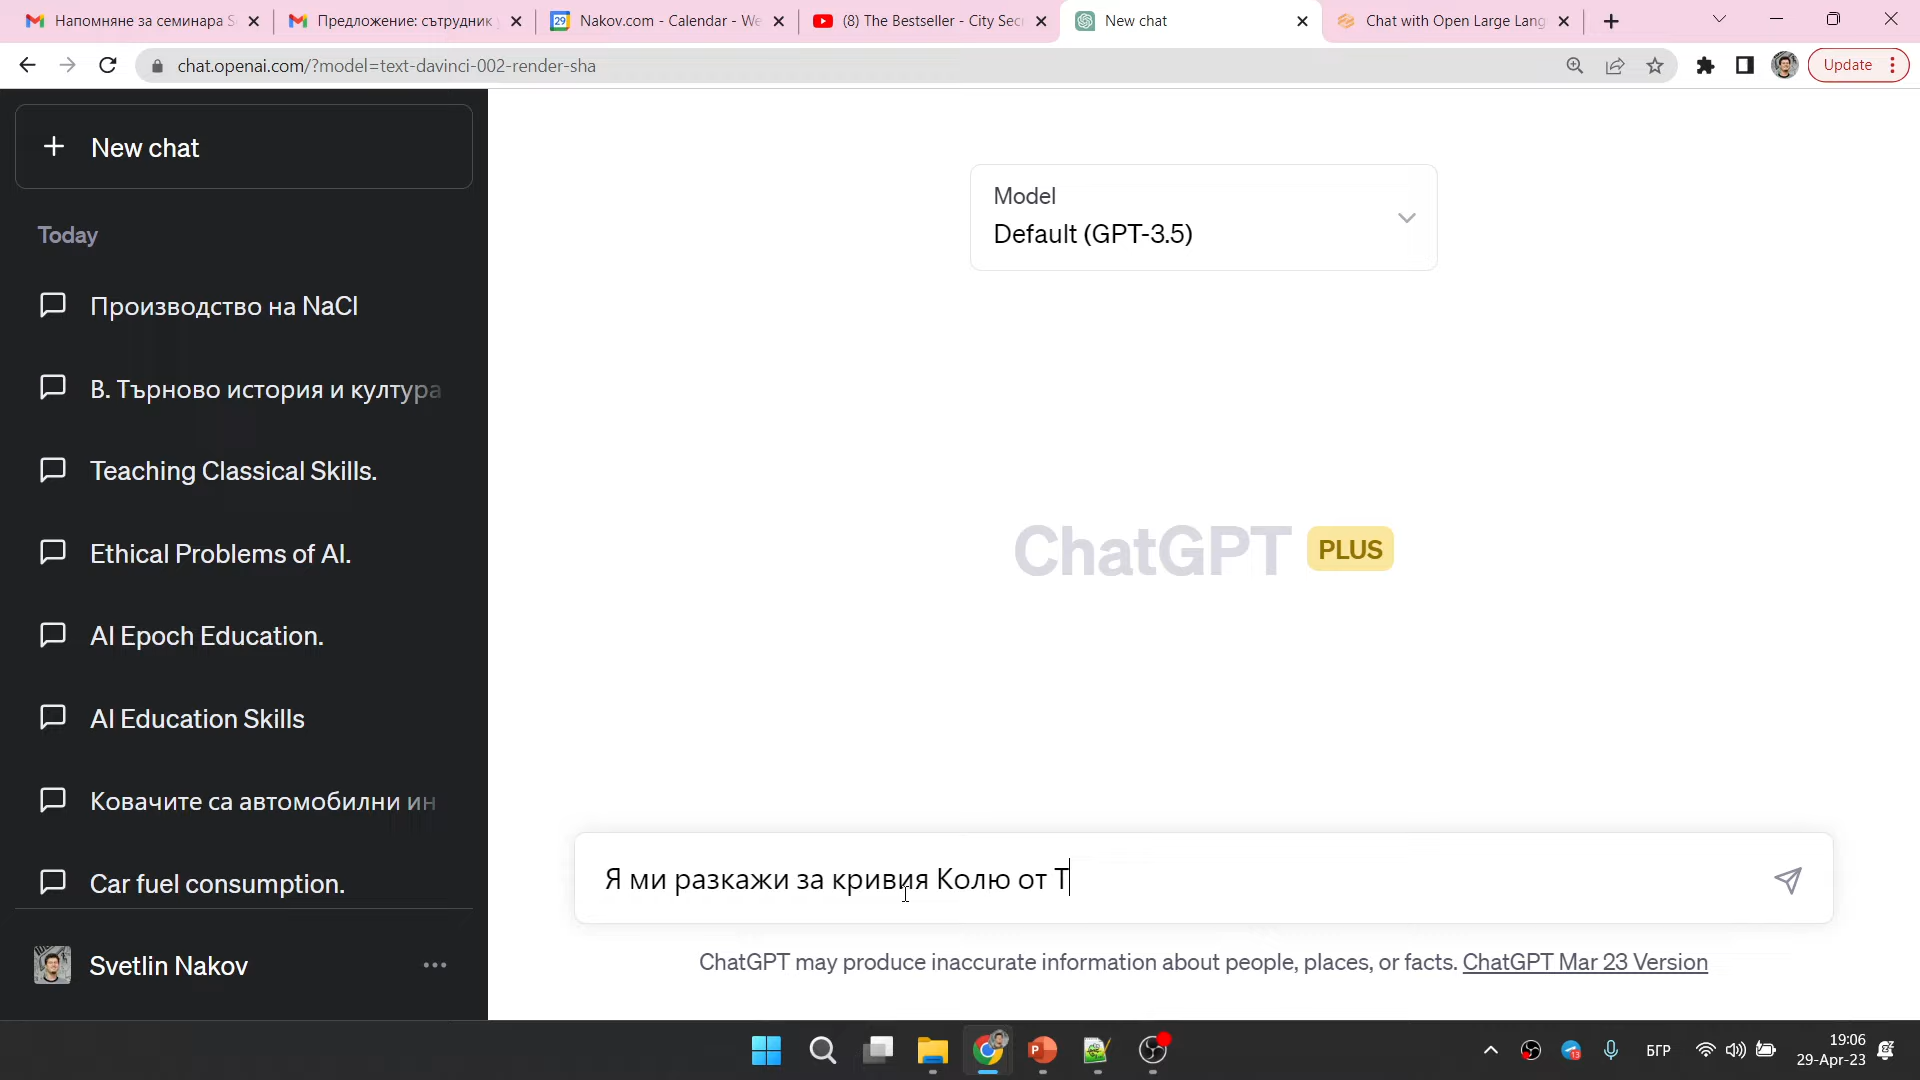 Напомняне за семинара S
Предложение: сътрудник
Nakov.com - Calendar - We
(8) The Bestseller - City Sec
New chat
Chat with Open Large Lang
chat.openai.com/?model=text-davinci-002-render-sha
Update
New chat
Today
Производство на NaCl
В. Търново история и култура
Teaching Classical Skills.
Ethical Problems of AI.
AI Epoch Education.
AI Education Skills
Ковачите са автомобилни ин
Car fuel consumption.
Svetlin Nakov
Model
Default (GPT-3.5)
ChatGPT PLUS
Я ми разкажи за кривия Колю от Т
ChatGPT may produce inaccurate information about people, places, or facts. ChatGPT Mar 23 Version
БГР
19:06
29-Apr-23